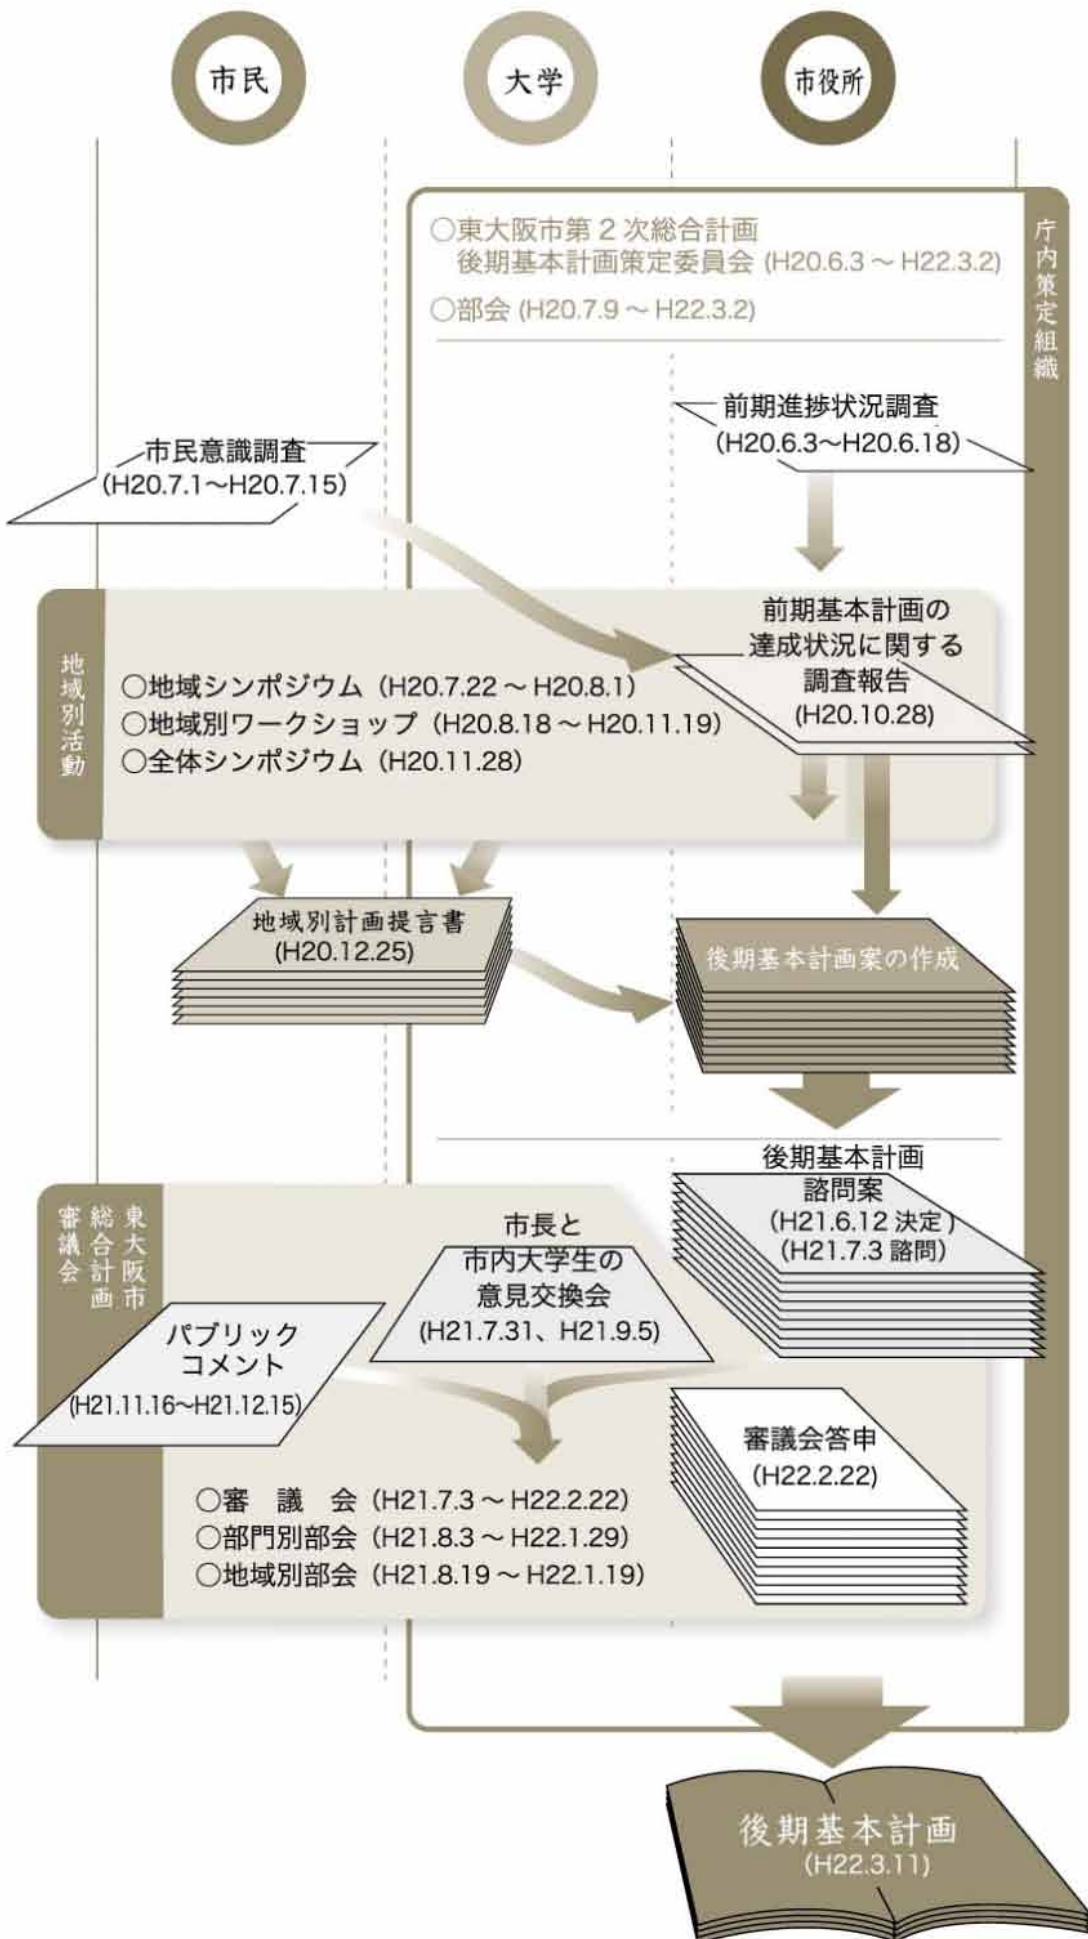 市民
大学
市役所
庁内策定組織
○東大阪市第２次総合計画
後期基本計画策定委員会 (H20.6.3 ～ H22.3.2)
○部会 (H20.7.9 ～ H22.3.2)
前期進捗状況調査
(H20.6.3～H20.6.18)
市民意識調査
(H20.7.1～H20.7.15)
地域別活動
○地域シンポジウム（H20.7.22 ～ H20.8.1）
○地域別ワークショップ（H20.8.18 ～ H20.11.19）
○全体シンポジウム（H20.11.28）
前期基本計画の
達成状況に関する
調査報告
(H20.10.28)
地域別計画提言書
(H20.12.25)
後期基本計画案の作成
後期基本計画
諮問案
(H21.6.12 決定 )
(H21.7.3 諮問）
東大阪市
総合計画
審議会
市長と
市内大学生の
意見交換会
(H21.7.31、H21.9.5)
パブリック
コメント
(H21.11.16～H21.12.15)
審議会答申
(H22.2.22)
○審　議　会（H21.7.3 ～ H22.2.22）
○部門別部会（H21.8.3 ～ H22.1.29）
○地域別部会（H21.8.19 ～ H22.1.19）
後期基本計画
(H22.3.11)